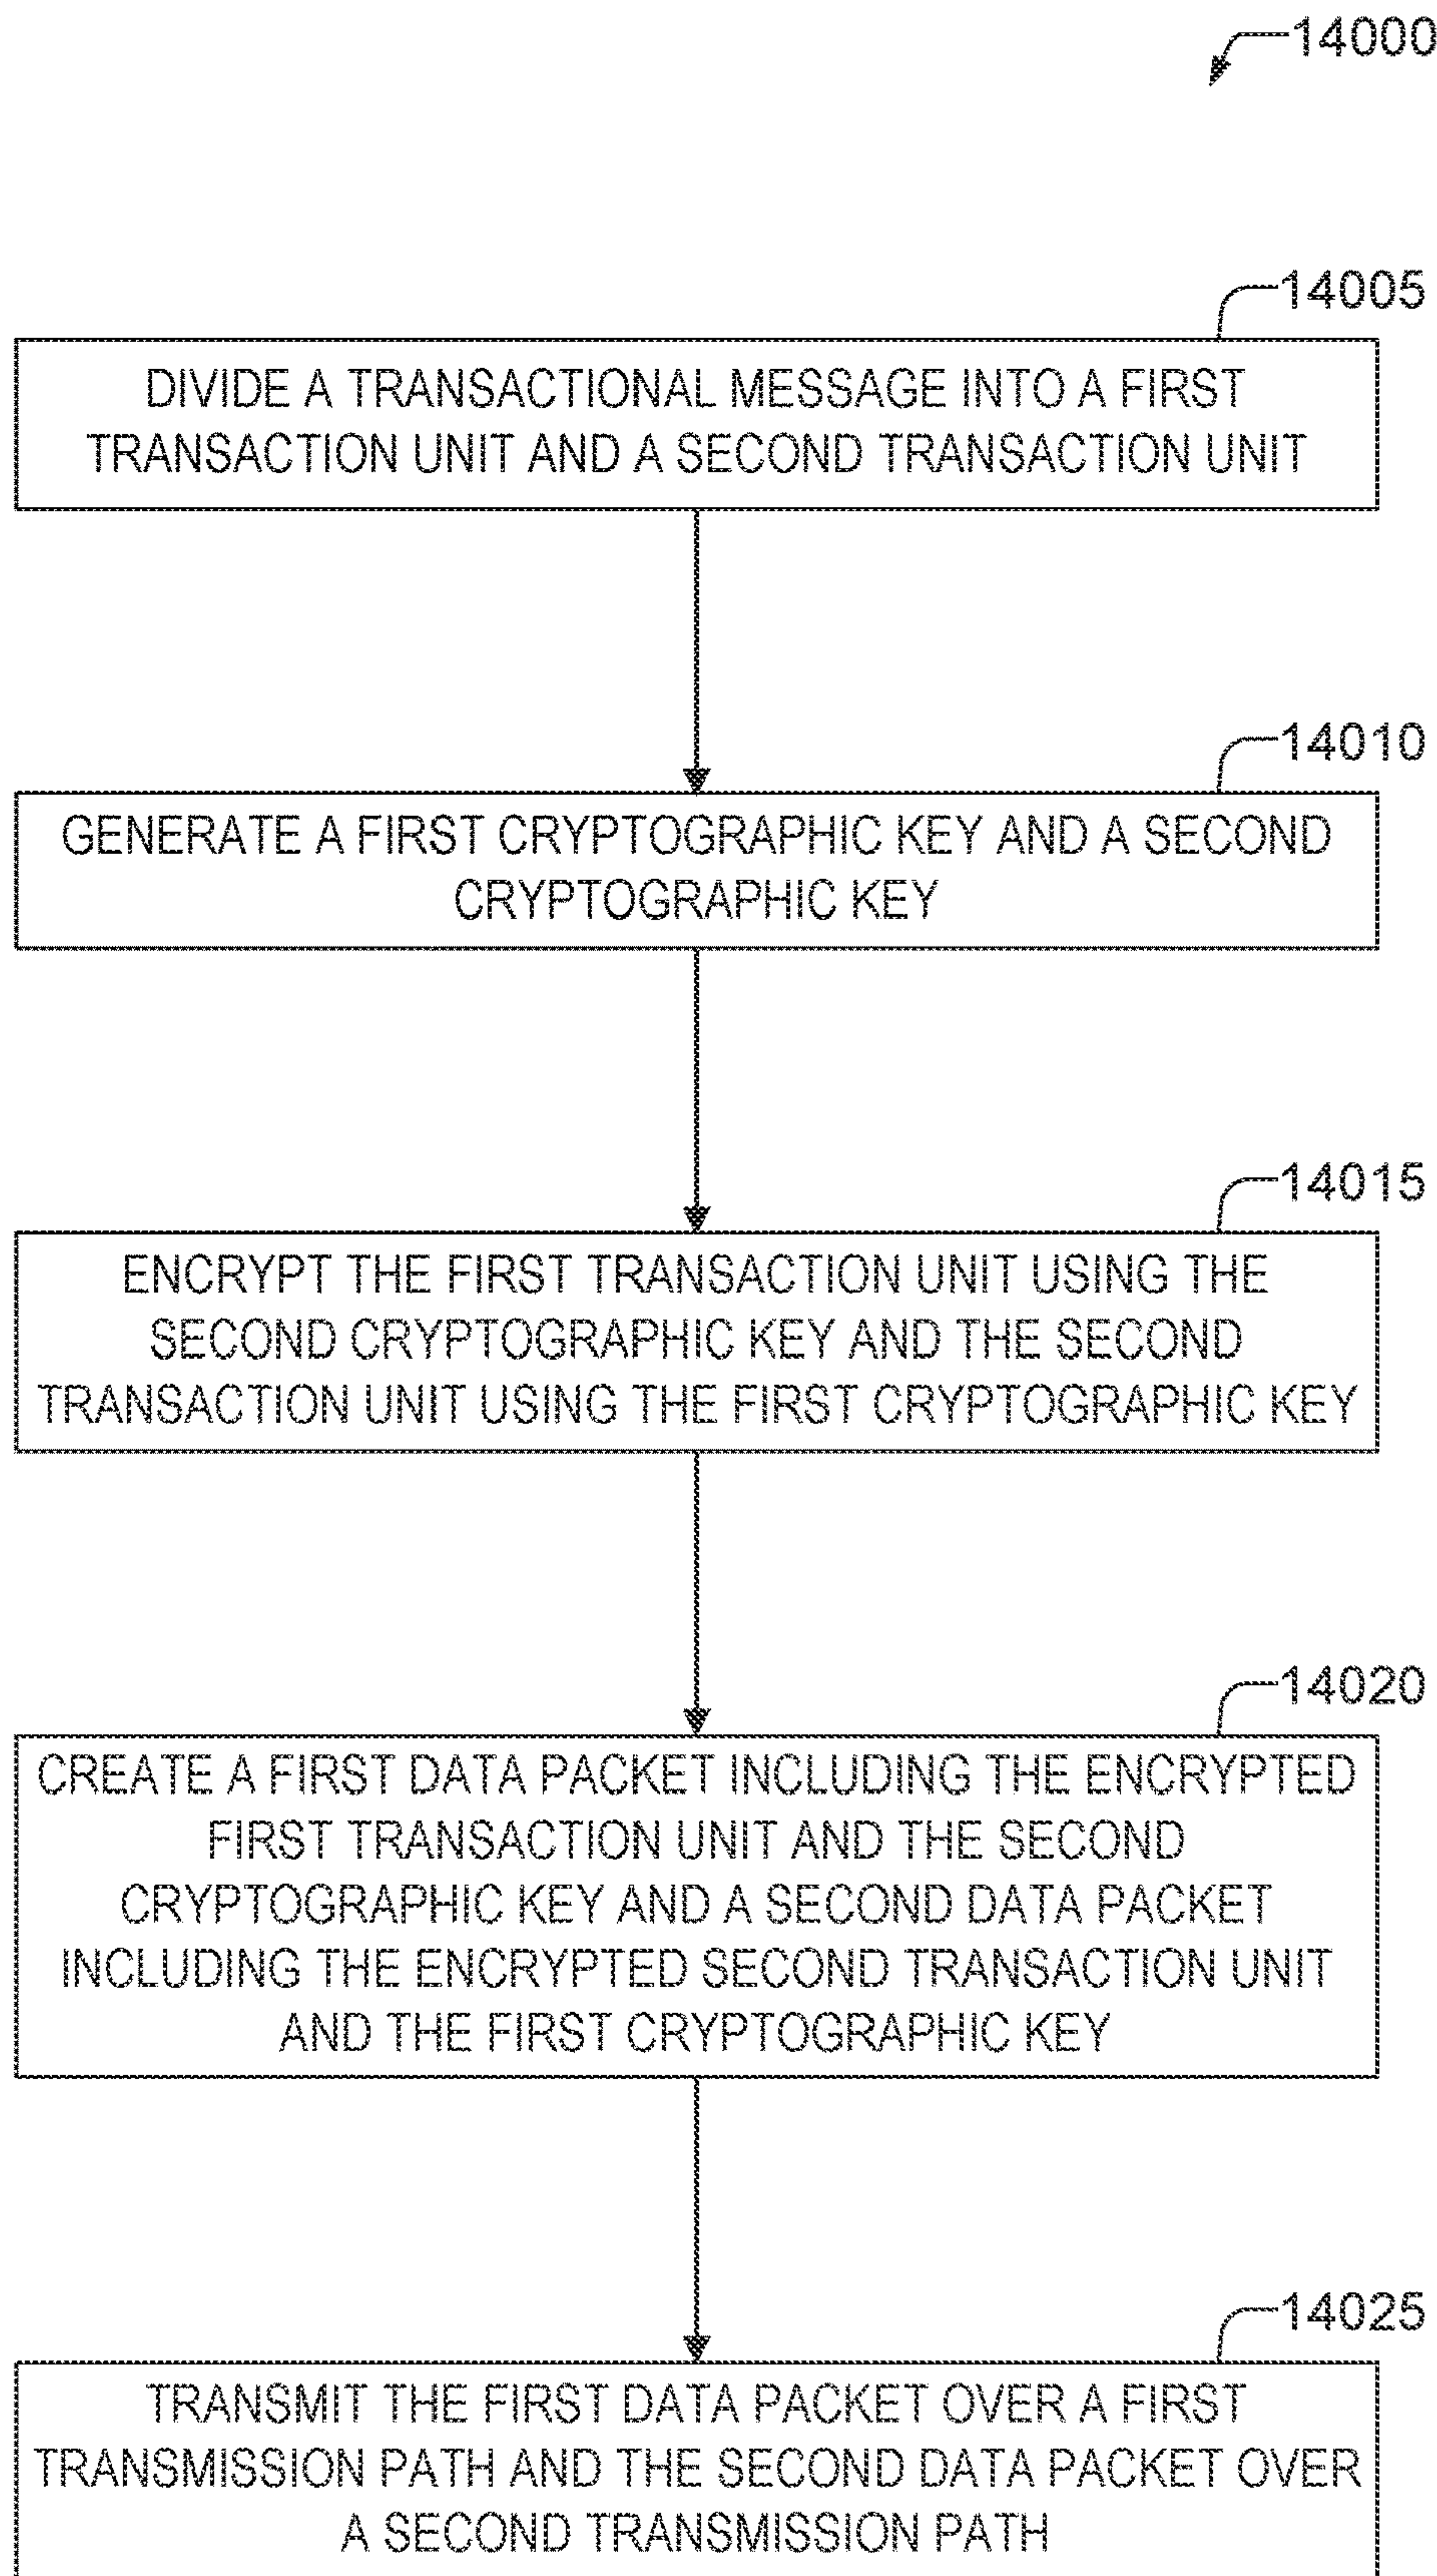 14000
14005
DIVIDE A TRANSACTIONAL MESSAGE INTO A FIRST
TRANSACTION UNIT AND A SECOND TRANSACTION UNIT
14010
GENERATE A FIRST CRYPTOGRAPHIC KEY AND A SECOND
CRYPTOGRAPHIC KEY
14015
ENCRYPT THE FIRST TRANSACTION UNIT USING THE
SECOND CRYPTOGRAPHIC KEY AND THE SECOND
TRANSACTION UNIT USING THE FIRST CRYPTOGRAPHIC KEY
14020
CREATE A FIRST DATA PACKET INCLUDING THE ENCRYPTED
FIRST TRANSACTION UNIT AND THE SECOND
CRYPTOGRAPHIC KEY AND A SECOND DATA PACKET
INCLUDING THE ENCRYPTED SECOND TRANSACTION UNIT
AND THE FIRST CRYPTOGRAPHIC KEY
14025
TRANSMIT THE FIRST DATA PACKET OVER A FIRST
TRANSMISSION PATH AND THE SECOND DATA PACKET OVER
A SECOND TRANSMISSION PATH